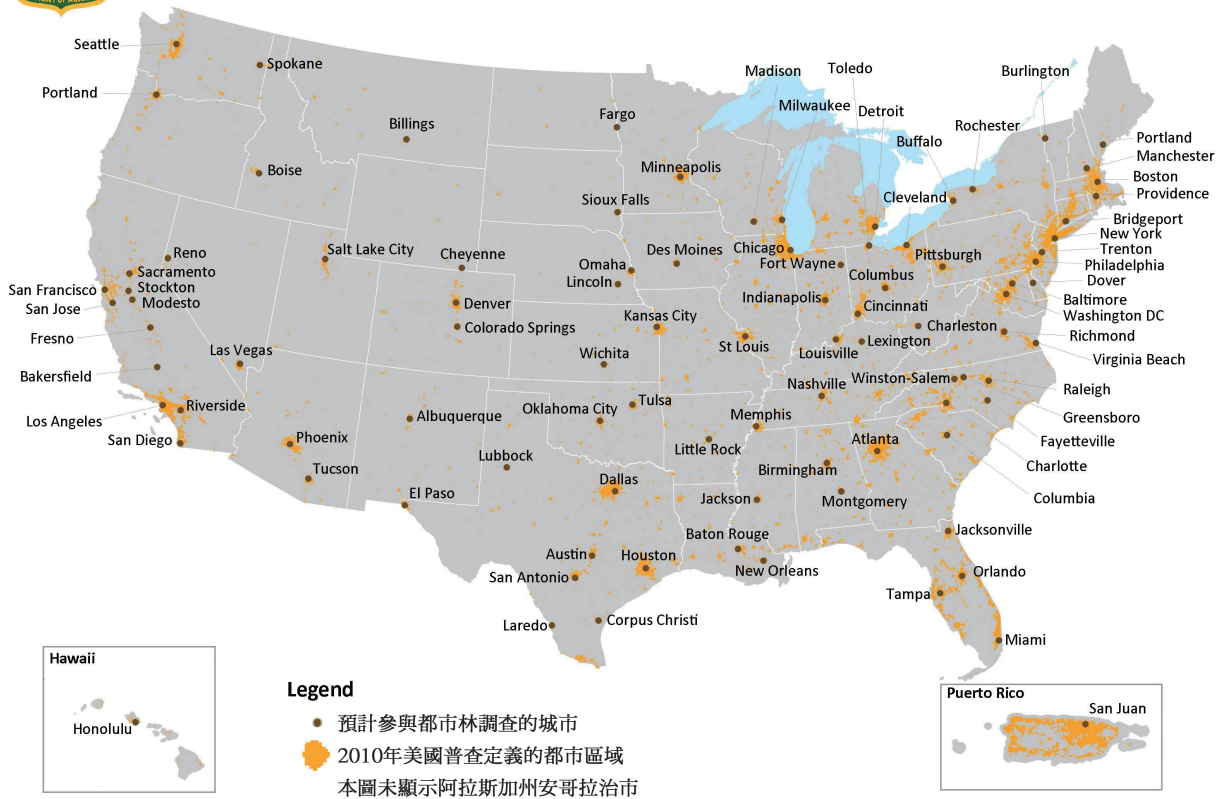 Seattle
Spokane
Portland
Billings
Boise
Fargo
Minneapolis
Sioux Falls
Madison
Toledo
Milwaukee
Detroit
Buffalo
Rochester
Burlington
Portland
Manchester
Boston
Providence
Bridgeport
New York
Trenton
Philadelphia
Dover
Baltimore
Washington DC
Richmond
Virginia Beach
Cleveland
Pittsburgh
Chicago
Fort Wayne
Columbus
Indianapolis
Cincinnati
Charleston
Lexington
Louisville
Des Moines
Omaha
Lincoln
Kansas City
St Louis
Reno
Sacramento
Stockton
Modesto
San Francisco
San Jose
Fresno
Bakersfield
Los Angeles
Riverside
San Diego
Las Vegas
Salt Lake City
Cheyenne
Denver
Colorado Springs
Wichita
Phoenix
Tucson
Albuquerque
El Paso
Lubbock
Oklahoma City
Tulsa
Little Rock
Memphis
Nashville
Winston-Salem
Raleigh
Greensboro
Fayetteville
Charlotte
Columbia
Atlanta
Birmingham
Montgomery
Jackson
Dallas
Austin
Houston
San Antonio
Laredo
Corpus Christi
Baton Rouge
New Orleans
Jacksonville
Orlando
Tampa
Miami
Hawaii
Honolulu
Legend
預計參與都市林調查的城市
2010年美國普查定義的都市區域
本圖未顯示阿拉斯加州安哥拉治市
Puerto Rico
San Juan